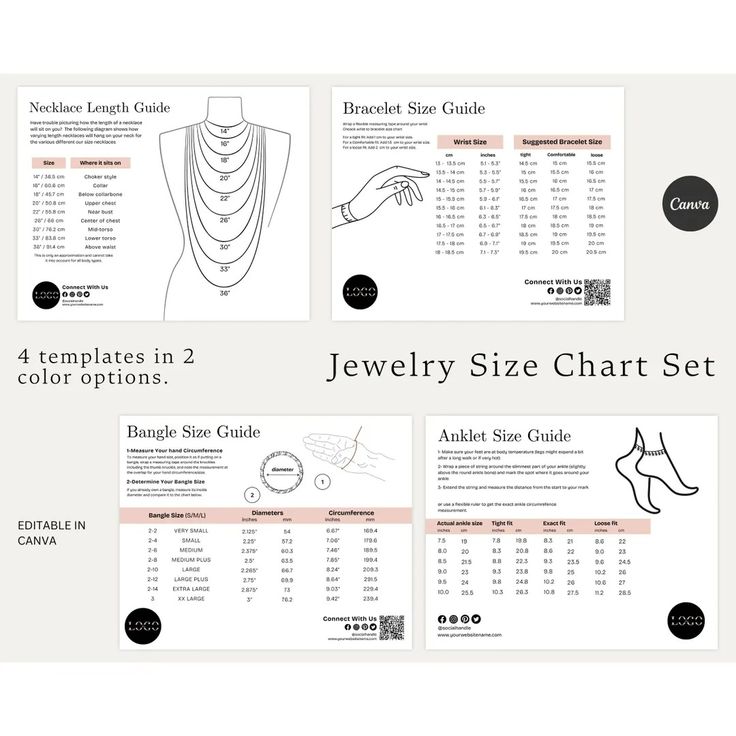 Necklace Length Guide
Have trouble picturing how the length of a necklace
will sit on you? The following diagram shows how
varying length necklaces will hang on your neck for
the various different our size necklaces
Size Where it sits on
14" / 36.5 cm Choker style
16" / 60.6 cm Collar
18" / 45.7 cm Below collarbone
20" / 50.8 cm Upper chest
22" / 55.8 cm Near bust
26" / 66 cm Center of chest
30" / 76.2 cm Mid-torso
33" / 83.8 cm Lower torso
36" / 91.4 cm Above waist
This is only an approximation and cannot take
it into account for all body types.
14"
16"
18"
20"
22"
26"
30"
33"
36"
LOGO
Connect With Us
@socialhandle
www.yourwebsitename.com
Bracelet Size Guide
Wrap a flexible measuring tape around your wrist
Choose wrist to bracelet size chart
For a tight fit: Add 1 cm to your wrist size.
For a comfortable fit: Add 1.5 cm to your wrist size.
For a loose fit: Add 2 cm to your wrist size.
Wrist Size Suggested Bracelet Size
cm inches tight Comfortable loose
13 - 13.5 cm 5.1-5.3" 14.5 cm 15 cm 15.5 cm
13.5 - 14 cm 5.3 - 5.5" 15 cm 15.5 cm 16 cm
14 - 14.5 cm 5.5 - 5.7" 15.5 cm 16 cm 16.5 cm
14.5 - 15 cm 5.7 - 5.9" 16 cm 16.5 cm 17 cm
15 - 15.5 cm 5.9 - 6.1" 16.5 cm 17 cm 17.5 cm
15.5 - 16 cm 6.1 - 6.3" 17 cm 17.5 cm 18 cm
16 - 16.5 cm 6.3 - 6.5" 17.5 cm 18 cm 18.5 cm
16.5 - 17 cm 6.5 - 6.7" 18 cm 18.5 cm 19 cm
17 - 17.5 cm 6.7 - 6.9" 18.5 cm 19 cm 19.5 cm
17.5 - 18 cm 6.9 - 7.1" 19 cm 19.5 cm 20 cm
18 - 18.5 cm 7.1 - 7.3" 19.5 cm 20 cm 20.5 cm
LOGO
Connect With Us
@socialhandle
www.yourwebsitename.com
Canva
4 templates in 2
color options.
Jewelry Size Chart Set
Bangle Size Guide
1-Measure Your hand Circumference
To measure your hand size, position it as if putting on a
bangle, wrap a measuring tape around the knuckles
including the thumb knuckle, and note the measurement
at the overlap for your hand circumference/size.
2-Determine Your Bangle Size
If you already own a bangle, measure its inside
diameter and compare it to the chart below.
diameter
1
2
Bangle Size (S/M/L) Diameters Circumference
inches mm inches mm
2-2 VERY SMALL 2.125" 54 6.67" 169.4
2-4 SMALL 2.25" 57.2 7.06" 179.6
2-6 MEDIUM 2.375" 60.3 7.46" 189.5
2-8 MEDIUM PLUS 2.5" 63.5 7.85" 199.4
2-10 LARGE 2.265" 66.7 8.24" 209.3
2-12 LARGE PLUS 2.75" 69.9 8.64" 291.5
2-14 EXTRA LARGE 2.875" 73 9.03" 229.4
3 XX LARGE 3" 76.2 9.42" 239.4
LOGO
Connect With Us
@socialhandle
www.yourwebsitename.com
EDITABLE IN
CANVA
Anklet Size Guide
1- Make sure your feet are at body temperature (legs might expand a bit
after a long walk or if very hot)
2- Wrap a piece of string around the slimmest part of your ankle (slightly
above the round ankle bone) and mark the spot where it goes around your
ankle
3- Extend the string and measure the distance from the start to your mark
or use a flexible ruler to get the exact ankle circumference
measurement.
Actual ankle size Tight fit Exact fit Loose fit
inches cm inches cm inches cm inches cm
7.5 19 7.8 19.8 8.3 21 8.6 22
8.0 20 8.3 20.8 8.6 22 9.0 23
8.5 21.5 8.8 22.3 9.3 23.5 9.6 24.5
9.0 23 9.3 23.8 9.8 25 10.2 26
9.5 24 9.8 24.8 10.2 26 10.6 27
10.0 25.5 10.3 26.3 10.8 27.5 11.2 28.5
@socialhandle
www.yourwebsitename.com
LOGO